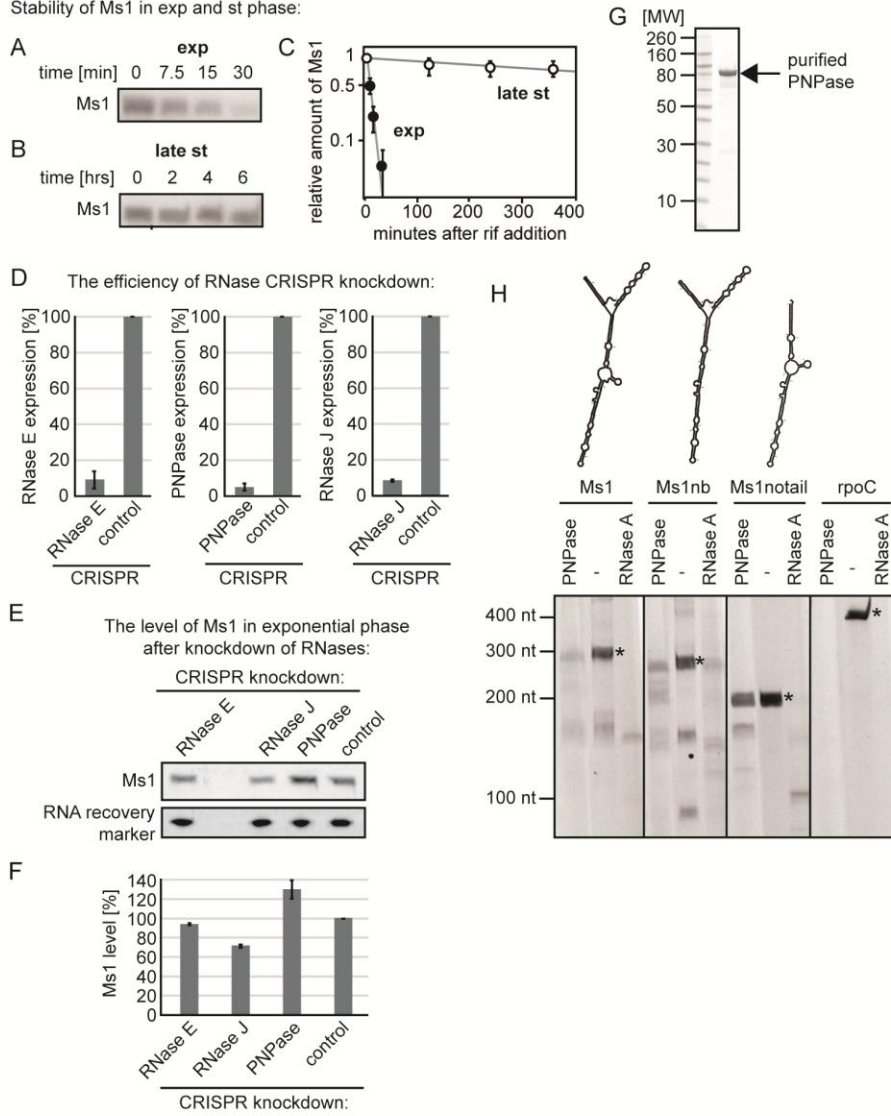 Stability of Ms1 in exp and st phase:
A
exp
time [min] 0 7.5 15 30
Ms1
B
late st
time [hrs] 0 2 4 6
Ms1
C
relative amount of Ms1
1
0.5
0.1
late st
exp
0 100 200 300 400
minutes after rif addition
G
[MW]
260
160
80
50
30
10
purified
PNPase
D
The efficiency of RNase CRISPR knockdown:
RNase E expression [%]
100
80
60
40
20
0
RNase E control
CRISPR
PNPase expression [%]
100
80
60
40
20
0
PNPase control
CRISPR
RNase J expression [%]
100
80
60
40
20
0
RNase J control
CRISPR
E
The level of Ms1 in exponential phase
after knockdown of RNases:
CRISPR knockdown:
RNase E RNase J PNPase control
Ms1
RNA recovery
marker
F
Ms1 level [%]
140
120
100
80
60
40
20
0
RNase E RNase J PNPase control
CRISPR knockdown:
H
Ms1 Ms1nb Ms1notail rpoC
PNPase - RNase A PNPase - RNase A PNPase - RNase A PNPase - RNase A
400 nt
300 nt
200 nt
100 nt
* * * *